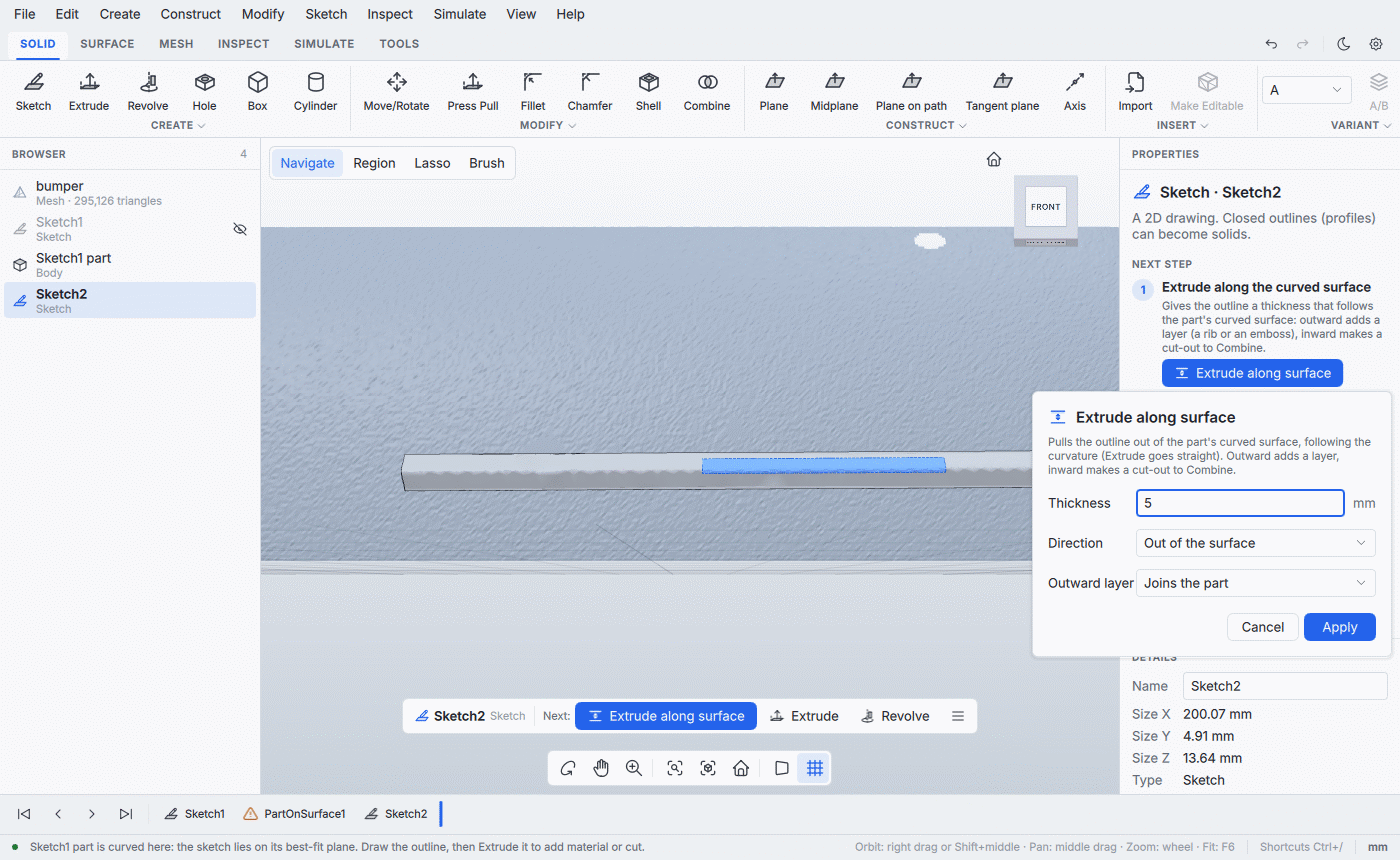 File Edit Create Construct Modify Sketch Inspect Simulate View Help
SOLID SURFACE MESH INSPECT SIMULATE TOOLS
Sketch Extrude Revolve Hole Box Cylinder Move/Rotate Press Pull Fillet Chamfer Shell Combine Plane Midplane Plane on path Tangent plane Axis Import Make Editable A A/B
CREATE MODIFY CONSTRUCT INSERT VARIANT
BROWSER 4
bumper
Mesh · 295,126 triangles
Sketch1
Sketch
Sketch1 part
Body
Sketch2
Sketch
Navigate Region Lasso Brush
FRONT
PROPERTIES
Sketch · Sketch2
A 2D drawing. Closed outlines (profiles)
can become solids.
NEXT STEP
1 Extrude along the curved surface
Gives the outline a thickness that follows
the part's curved surface: outward adds a
layer (a rib or an emboss), inward makes a
cut-out to Combine.
Extrude along surface
Extrude along surface
Pulls the outline out of the part's curved surface, following the
curvature (Extrude goes straight). Outward adds a layer,
inward makes a cut-out to Combine.
Thickness 5 mm
Direction Out of the surface
Outward layer Joins the part
Cancel Apply
DETAILS
Name Sketch2
Size X 200.07 mm
Size Y 4.91 mm
Size Z 13.64 mm
Type Sketch
Sketch2 Sketch Next: Extrude along surface Extrude Revolve
Sketch1 PartOnSurface1 Sketch2
Sketch1 part is curved here: the sketch lies on its best-fit plane. Draw the outline, then Extrude it to add material or cut.
Orbit: right drag or Shift+middle · Pan: middle drag · Zoom: wheel · Fit: F6 Shortcuts Ctrl+/ mm